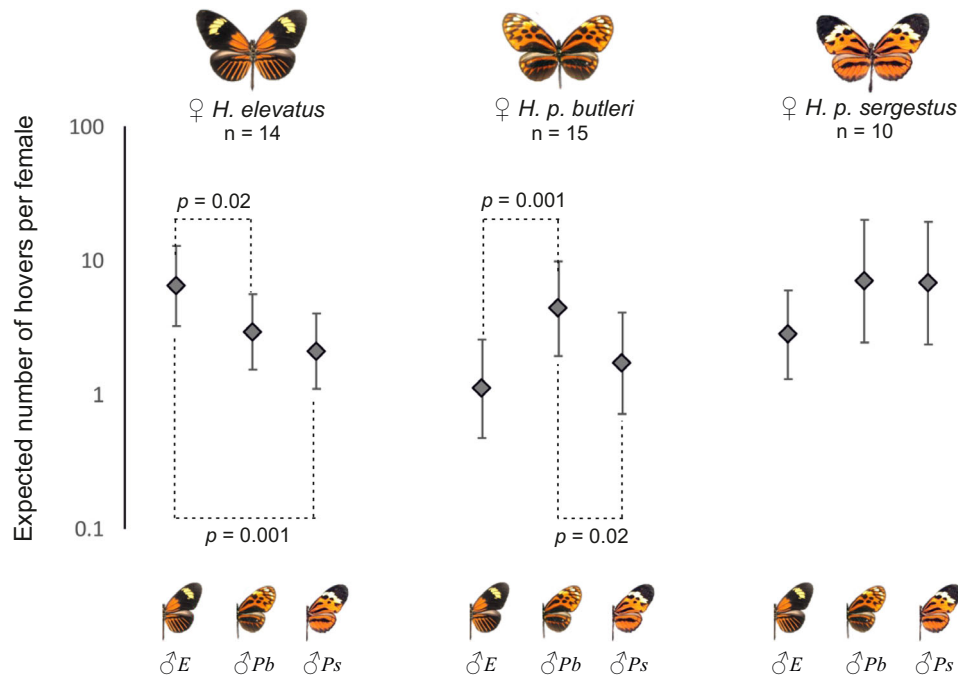 ♀ H. elevatus
n = 14
♀ H. p. butleri
n = 15
♀ H. p. sergestus
n = 10
Expected number of hovers per female
100
10
1
0.1
p = 0.02
p = 0.001
p = 0.001
p = 0.02
♂E ♂Pb ♂Ps
♂E ♂Pb ♂Ps
♂E ♂Pb ♂Ps